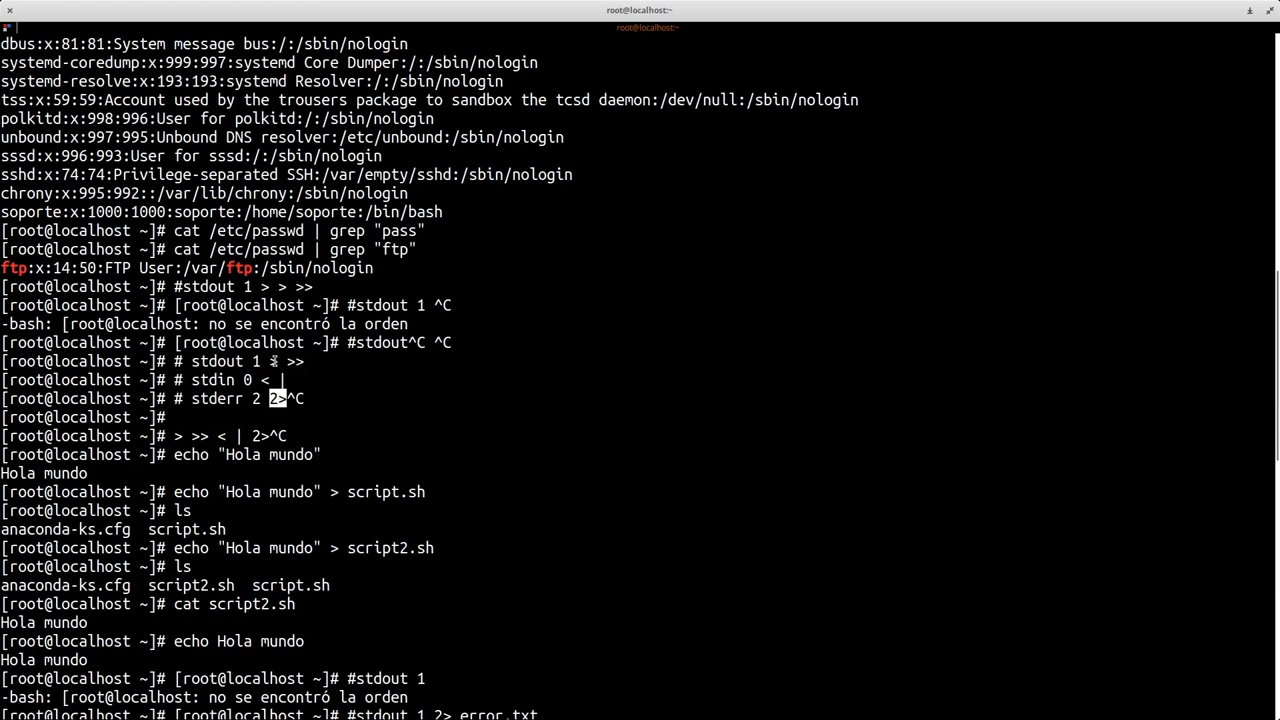 root@localhost:~
root@localhost:~
dbus:x:81:81:System message bus:/:/sbin/nologin
systemd-coredump:x:999:997:systemd Core Dumper:/:/sbin/nologin
systemd-resolve:x:193:193:systemd Resolver:/:/sbin/nologin
tss:x:59:59:Account used by the trousers package to sandbox the tcsd daemon:/dev/null:/sbin/nologin
polkitd:x:998:996:User for polkitd:/:/sbin/nologin
unbound:x:997:995:Unbound DNS resolver:/etc/unbound:/sbin/nologin
sssd:x:996:993:User for sssd:/:/sbin/nologin
sshd:x:74:74:Privilege-separated SSH:/var/empty/sshd:/sbin/nologin
chrony:x:995:992::/var/lib/chrony:/sbin/nologin
soporte:x:1000:1000:soporte:/home/soporte:/bin/bash
[root@localhost ~]# cat /etc/passwd | grep "pass"
[root@localhost ~]# cat /etc/passwd | grep "ftp"
ftp:x:14:50:FTP User:/var/ftp:/sbin/nologin
[root@localhost ~]# #stdout 1 > > >>
[root@localhost ~]# [root@localhost ~]# #stdout 1 ^C
-bash: [root@localhost: no se encontró la orden
[root@localhost ~]# [root@localhost ~]# #stdout^C ^C
[root@localhost ~]# # stdout 1 > >>
[root@localhost ~]# # stdin 0 < |
[root@localhost ~]# # stderr 2 2>^C
[root@localhost ~]#
[root@localhost ~]# > >> < | 2>^C
[root@localhost ~]# echo "Hola mundo"
Hola mundo
[root@localhost ~]# echo "Hola mundo" > script.sh
[root@localhost ~]# ls
anaconda-ks.cfg  script.sh
[root@localhost ~]# echo "Hola mundo" > script2.sh
[root@localhost ~]# ls
anaconda-ks.cfg  script2.sh  script.sh
[root@localhost ~]# cat script2.sh
Hola mundo
[root@localhost ~]# echo Hola mundo
Hola mundo
[root@localhost ~]# [root@localhost ~]# #stdout 1
-bash: [root@localhost: no se encontró la orden
[root@localhost ~]# [root@localhost ~]# #stdout 1 2> error.txt